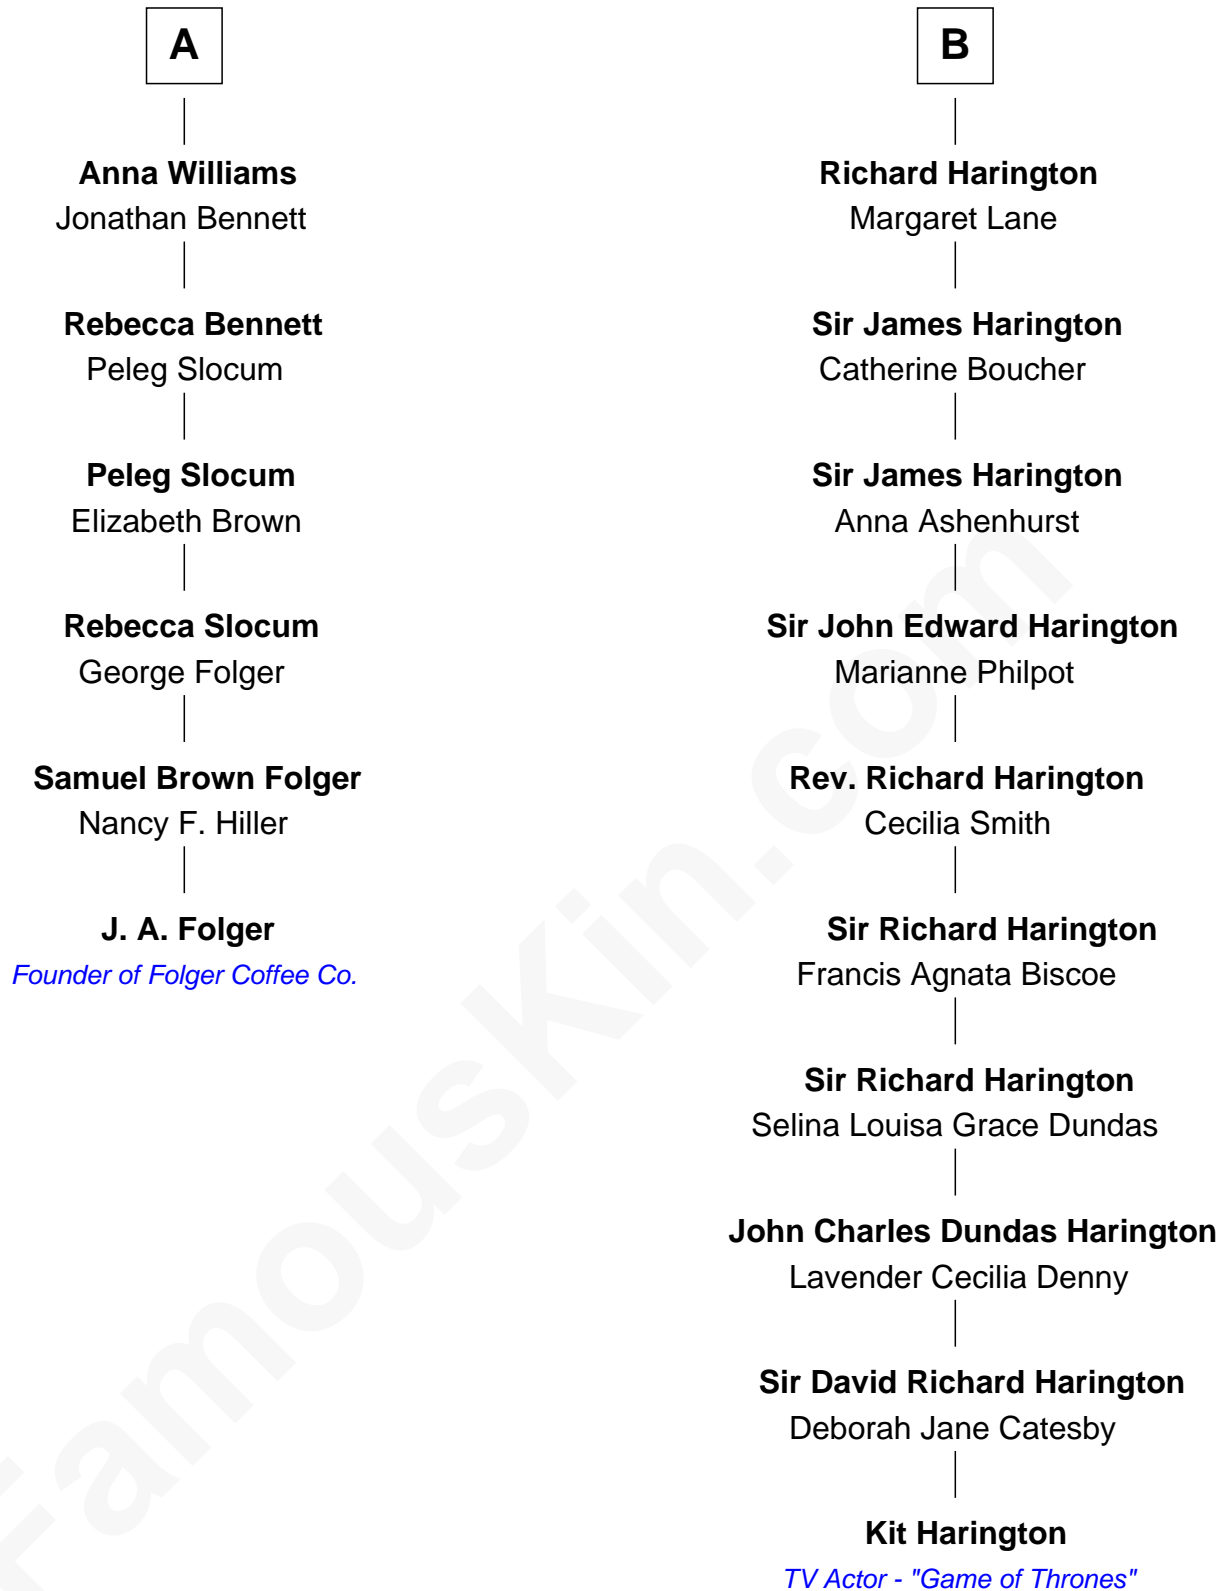 A
Anna Williams
Jonathan Bennett
Rebecca Bennett
Peleg Slocum
Peleg Slocum
Elizabeth Brown
Rebecca Slocum
George Folger
Samuel Brown Folger
Nancy F. Hiller
J. A. Folger
Founder of Folger Coffee Co.
B
Richard Harington
Margaret Lane
Sir James Harington
Catherine Boucher
Sir James Harington
Anna Ashenhurst
Sir John Edward Harington
Marianne Philpot
Rev. Richard Harington
Cecilia Smith
Sir Richard Harington
Francis Agnata Biscoe
Sir Richard Harington
Selina Louisa Grace Dundas
John Charles Dundas Harington
Lavender Cecilia Denny
Sir David Richard Harington
Deborah Jane Catesby
Kit Harington
TV Actor - "Game of Thrones"
FamousKin.com